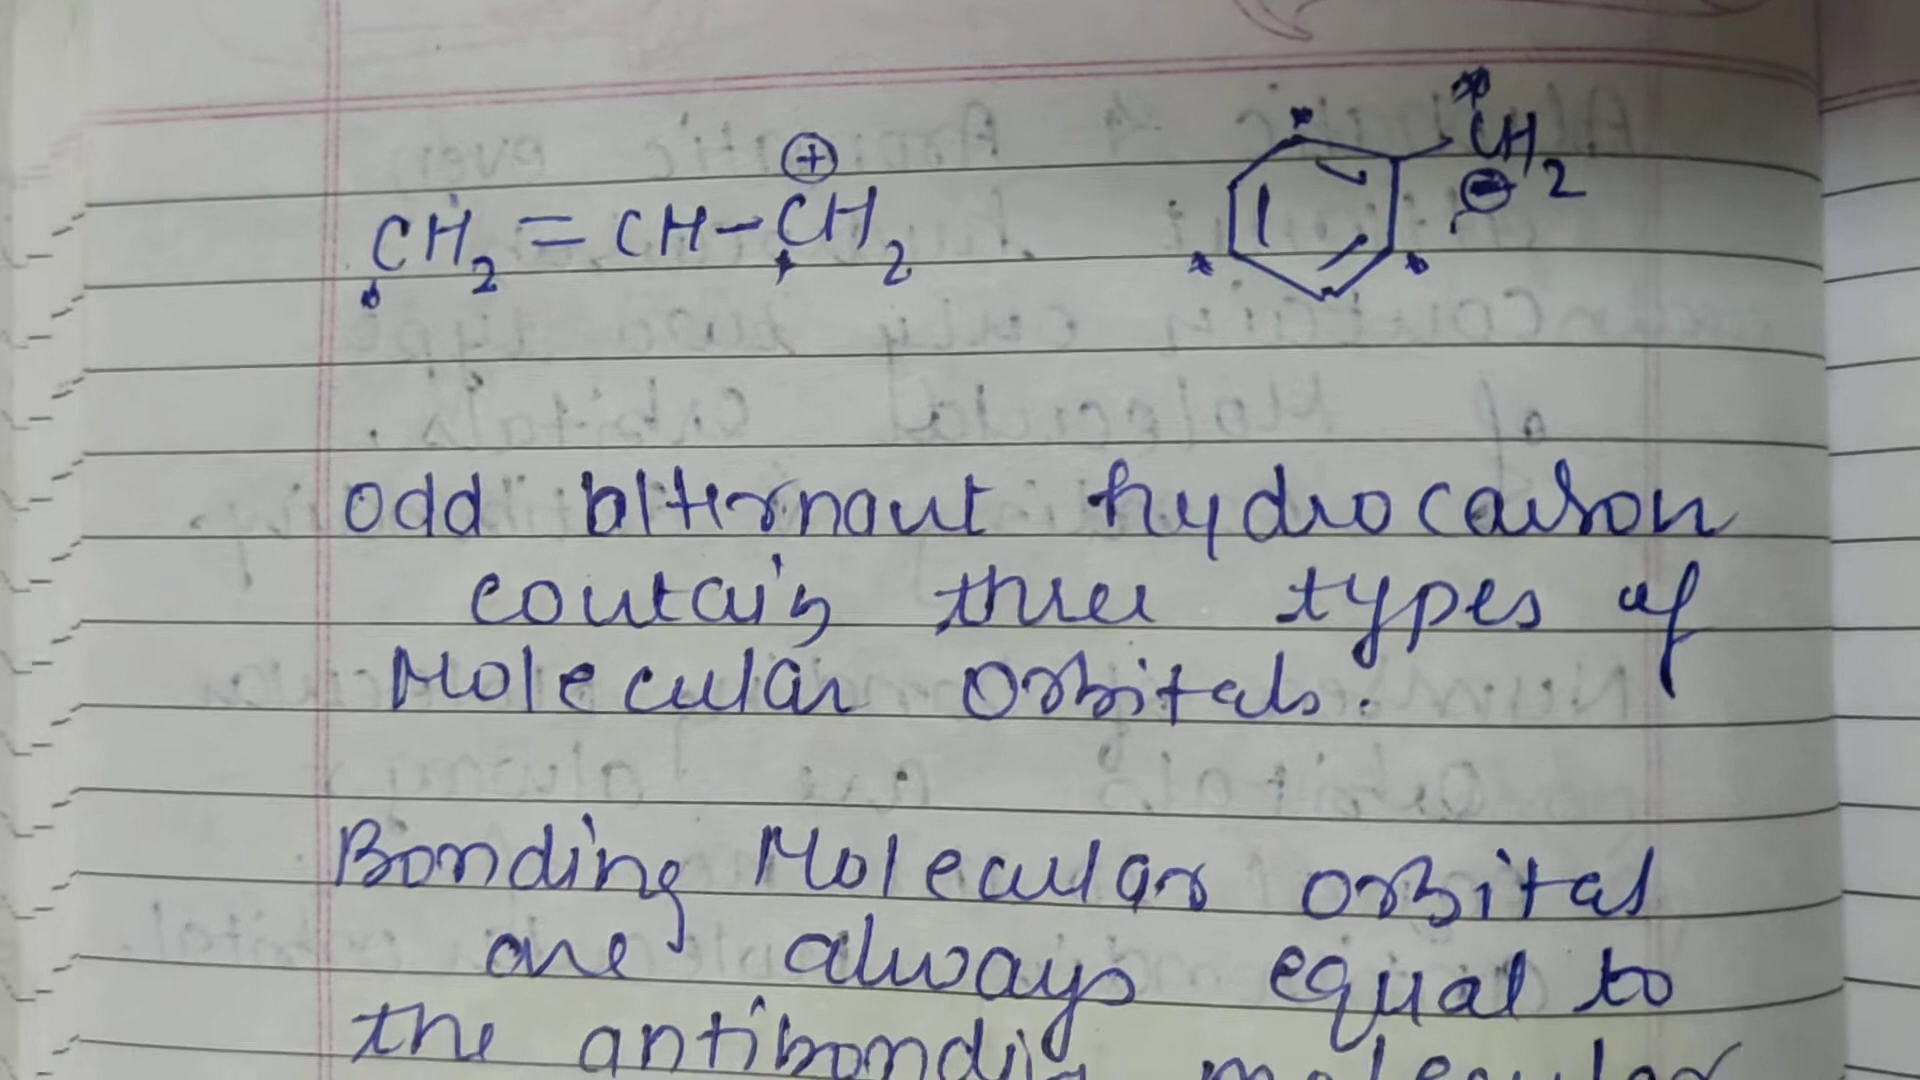 CH2 = CH - CH2
⊕
CH2
⊖
odd alternant hydrocarbon
contain three types of
Molecular Orbitals.
Bonding Molecular orbital
are always equal to
the antibonding molecular